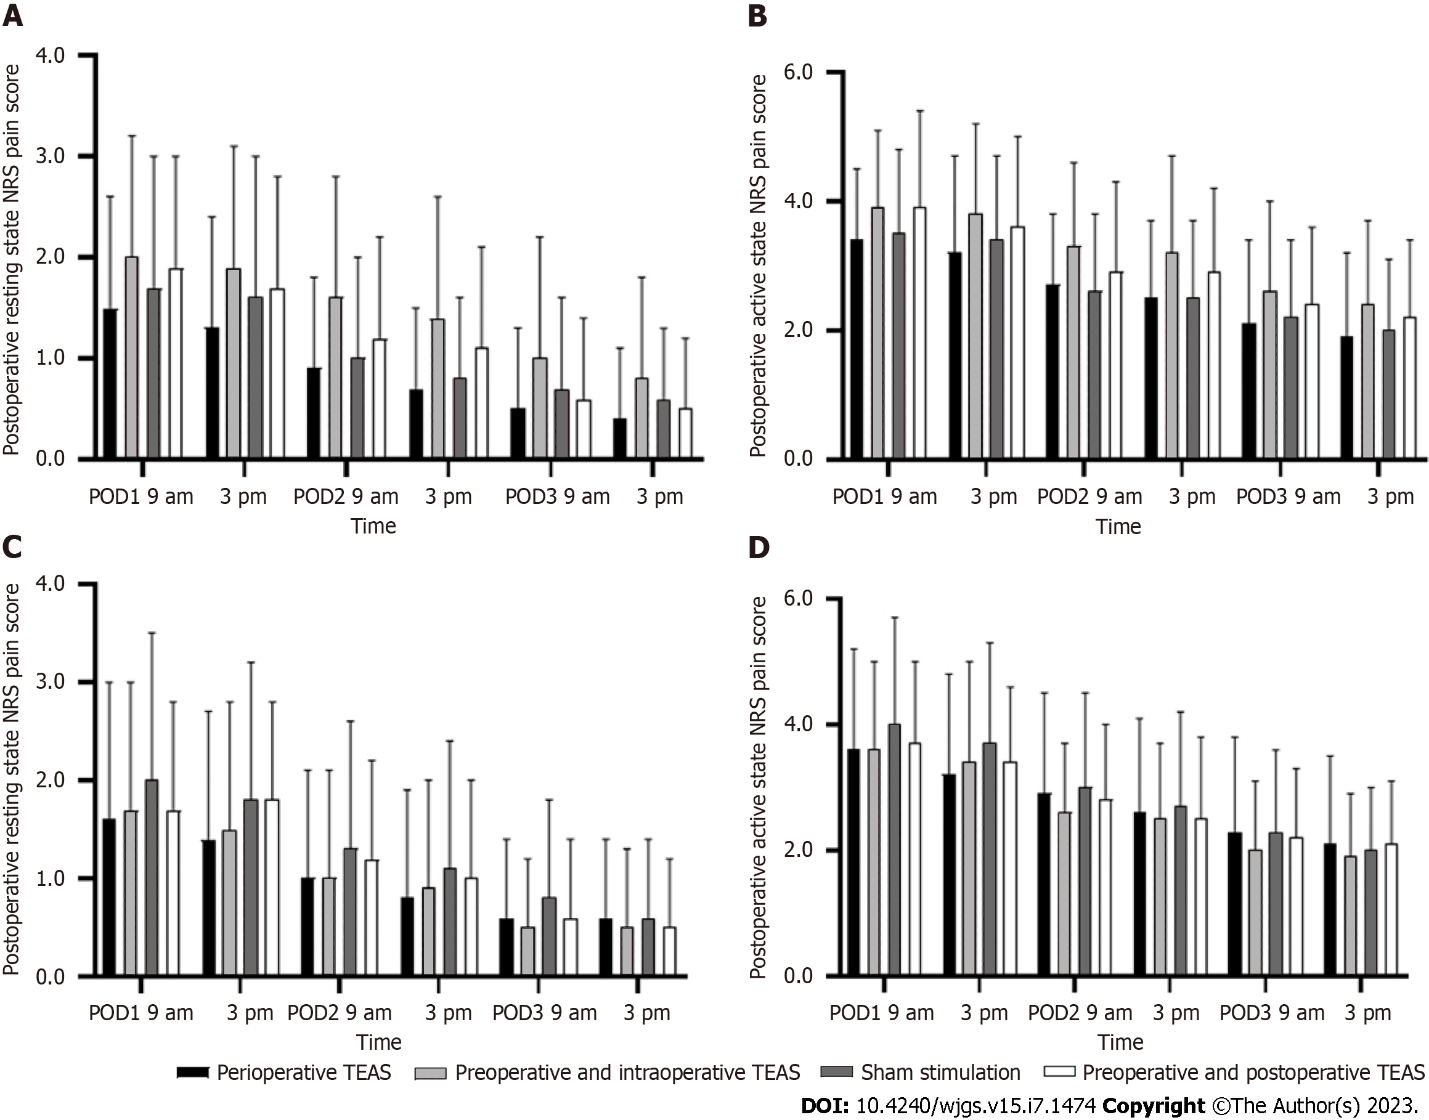 A
Postoperative resting state NRS pain score
4.0
3.0
2.0
1.0
0.0
POD1 9 am 3 pm POD2 9 am 3 pm POD3 9 am 3 pm
Time
B
Postoperative active state NRS pain score
6.0
4.0
2.0
0.0
POD1 9 am 3 pm POD2 9 am 3 pm POD3 9 am 3 pm
Time
C
Postoperative resting state NRS pain score
4.0
3.0
2.0
1.0
0.0
POD1 9 am 3 pm POD2 9 am 3 pm POD3 9 am 3 pm
Time
D
Postoperative active state NRS pain score
6.0
4.0
2.0
0.0
POD1 9 am 3 pm POD2 9 am 3 pm POD3 9 am 3 pm
Time
Perioperative TEAS Preoperative and intraoperative TEAS Sham stimulation Preoperative and postoperative TEAS
DOI: 10.4240/wjgs.v15.i7.1474 Copyright ©The Author(s) 2023.